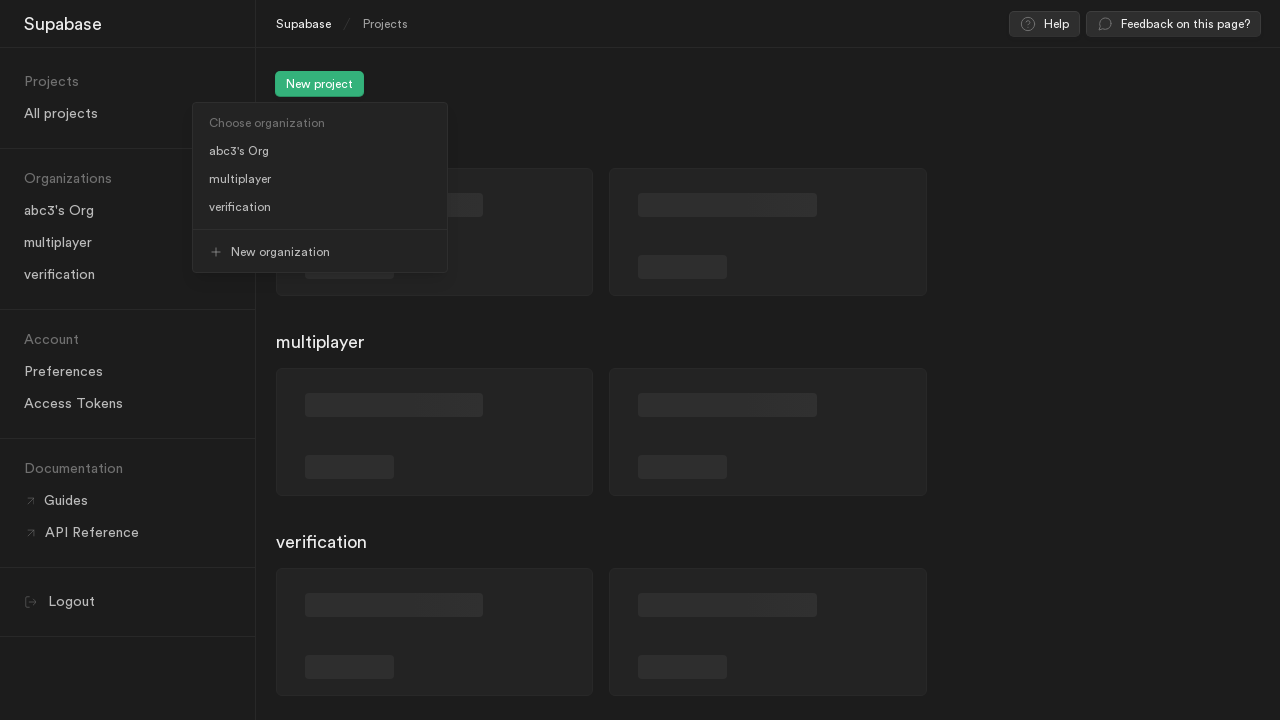 Supabase
Projects
All projects
Organizations
abc3's Org
multiplayer
verification
Account
Preferences
Access Tokens
Documentation
Guides
API Reference
Logout
Supabase / Projects
Help
Feedback on this page?
New project
Choose organization
abc3's Org
multiplayer
verification
New organization
multiplayer
verification